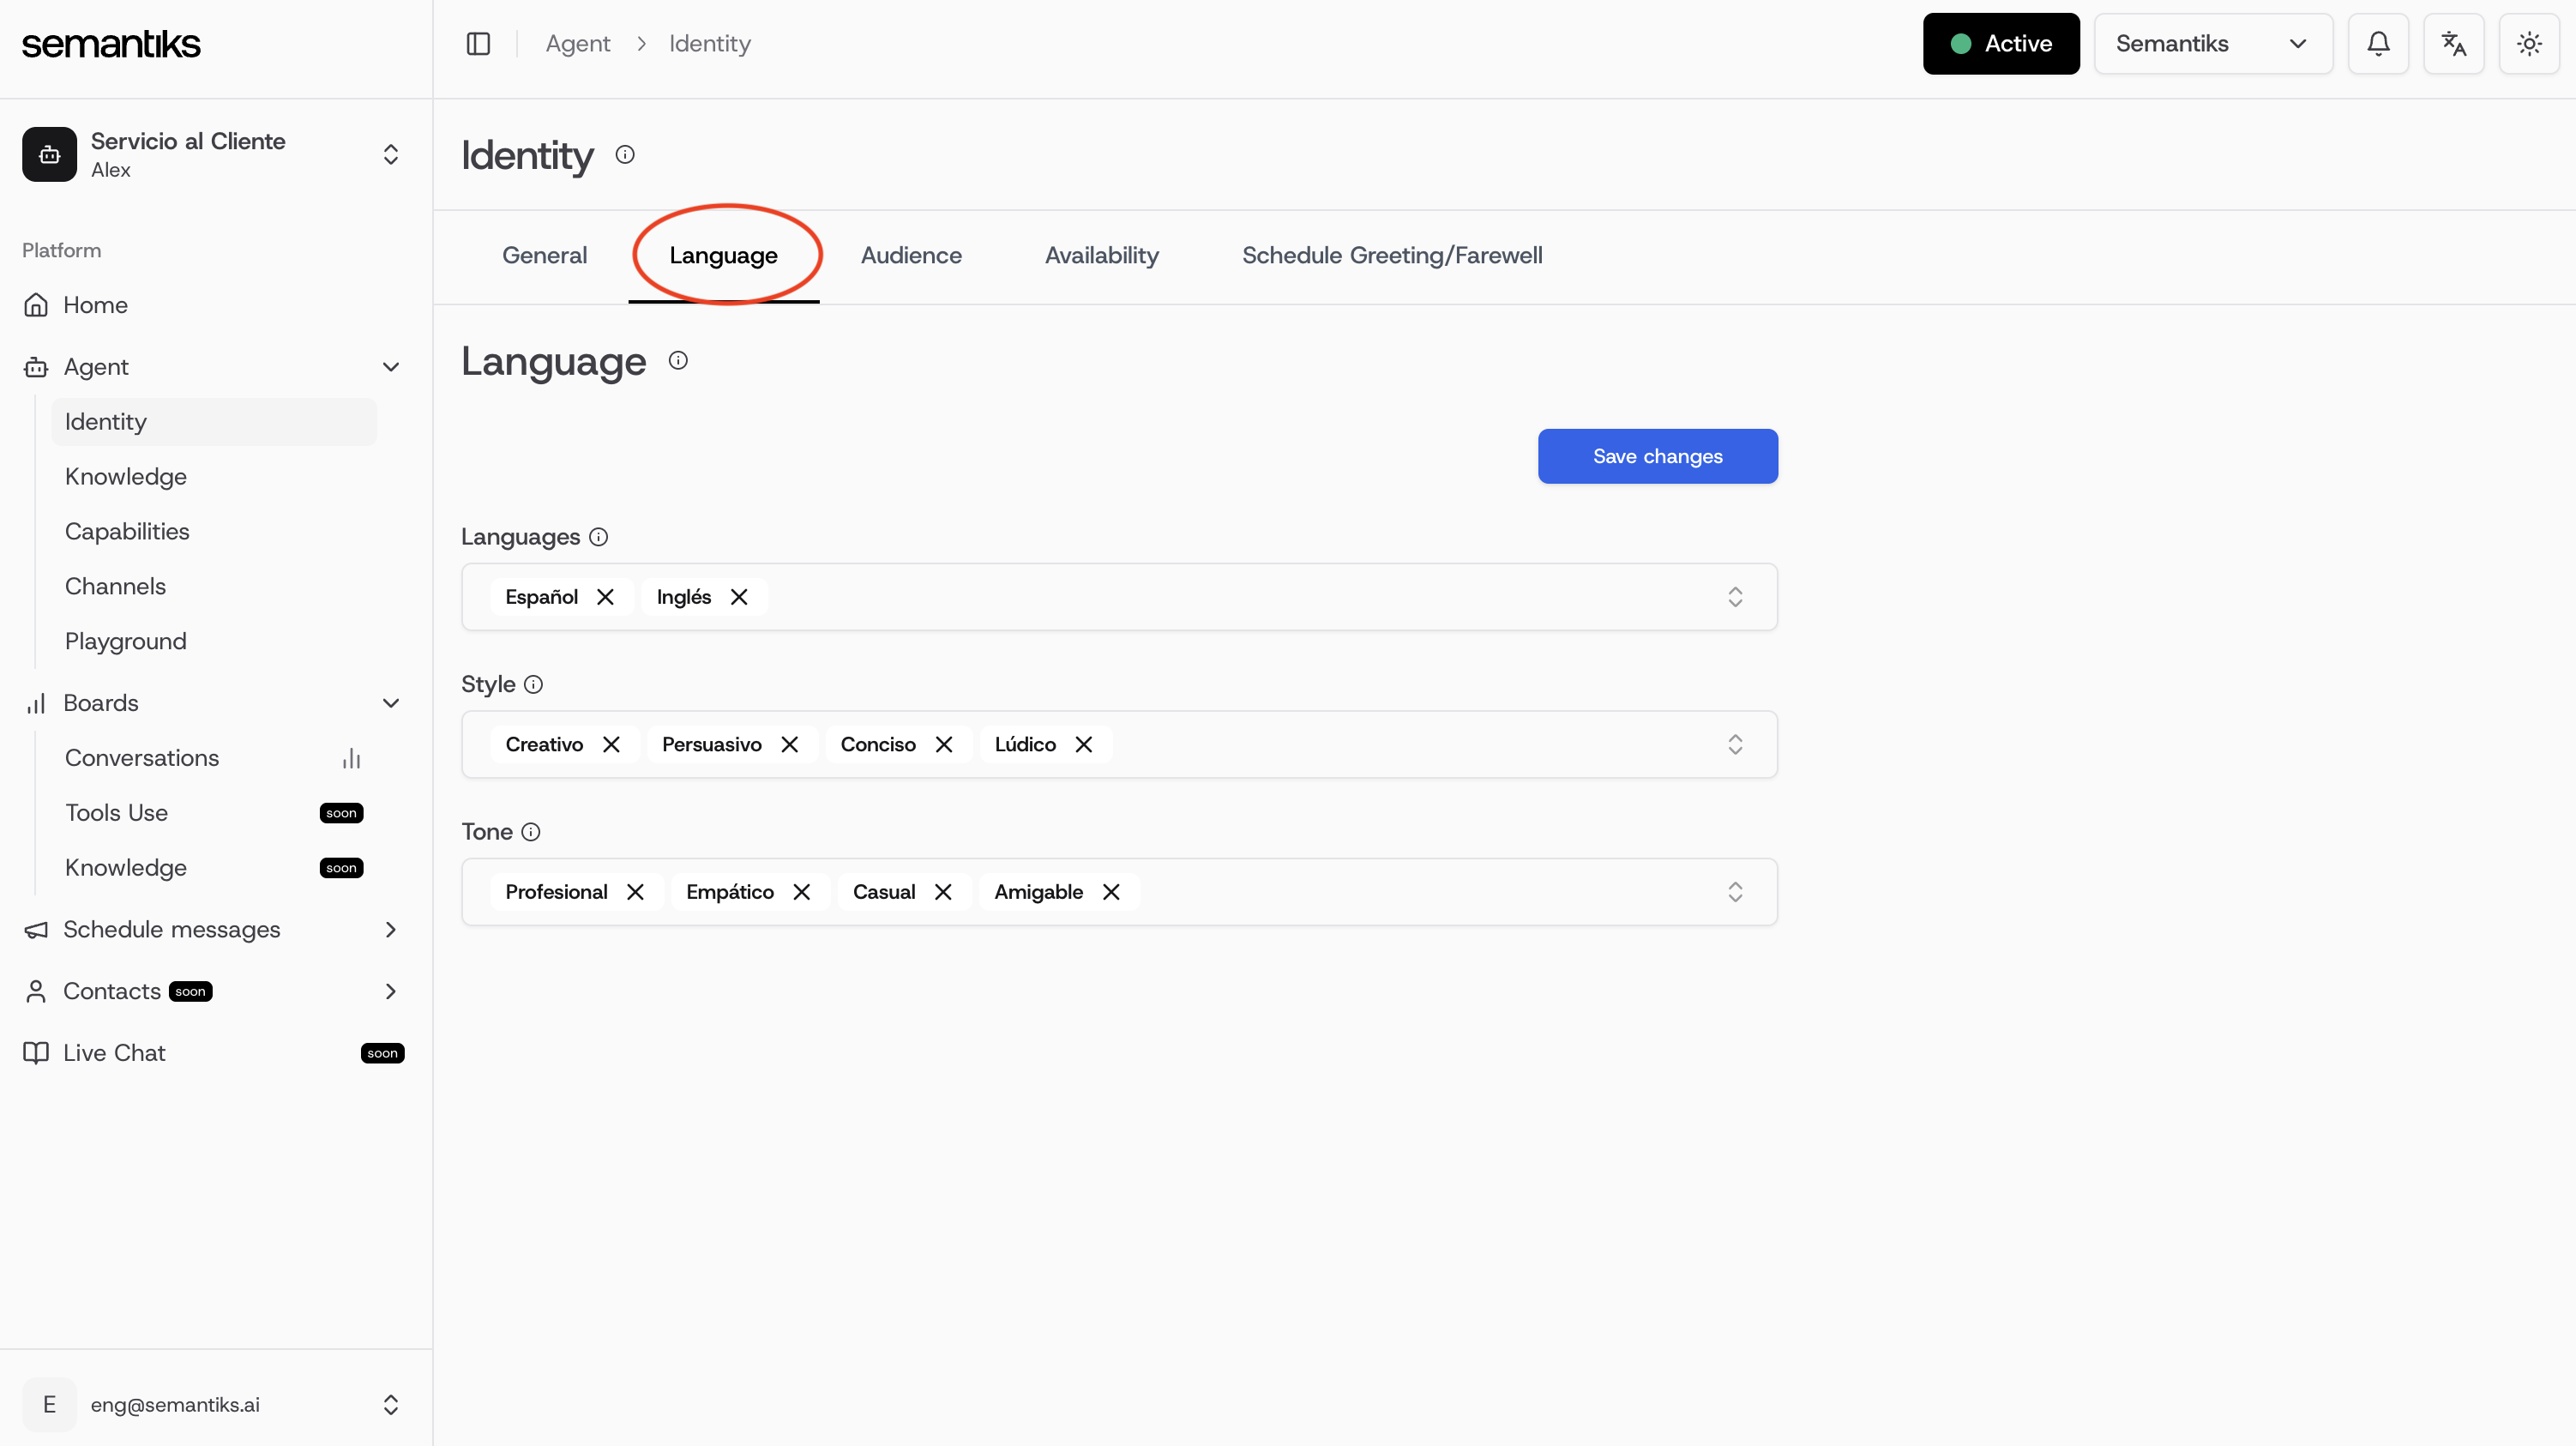 semantiks
Agent > Identity
Active
Semantiks
Servicio al Cliente
Alex
Platform
Home
Agent
Identity
Knowledge
Capabilities
Channels
Playground
Boards
Conversations
Tools Use soon
Knowledge soon
Schedule messages
Contacts soon
Live Chat soon
E eng@semantiks.ai
Identity
General Language Audience Availability Schedule Greeting/Farewell
Language
Save changes
Languages
Español Inglés
Style
Creativo Persuasivo Conciso Lúdico
Tone
Profesional Empático Casual Amigable